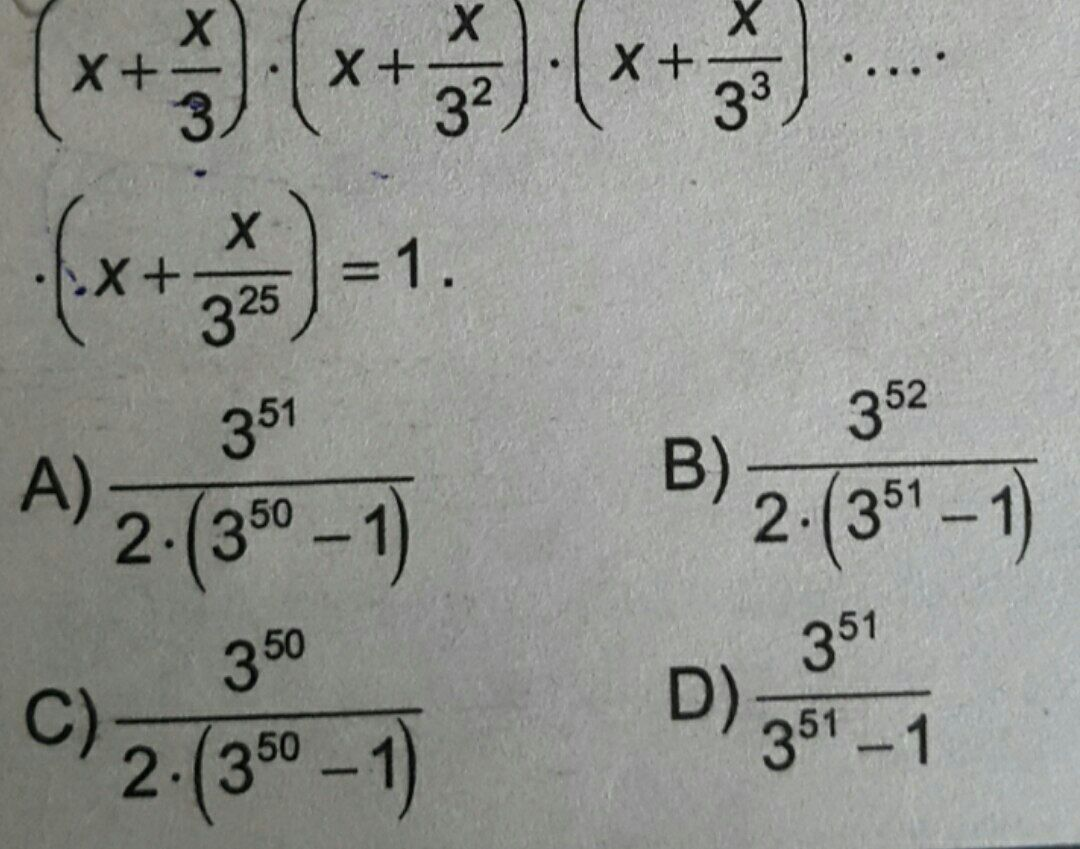 (x + x/3) · (x + x/3²) · (x + x/3³) · .... ·
· (x + x/3²⁵) = 1 .
A) 3⁵¹/(2·(3⁵⁰ – 1)) B) 3⁵²/(2·(3⁵¹ – 1))
C) 3⁵⁰/(2·(3⁵⁰ – 1)) D) 3⁵¹/(3⁵¹ – 1)